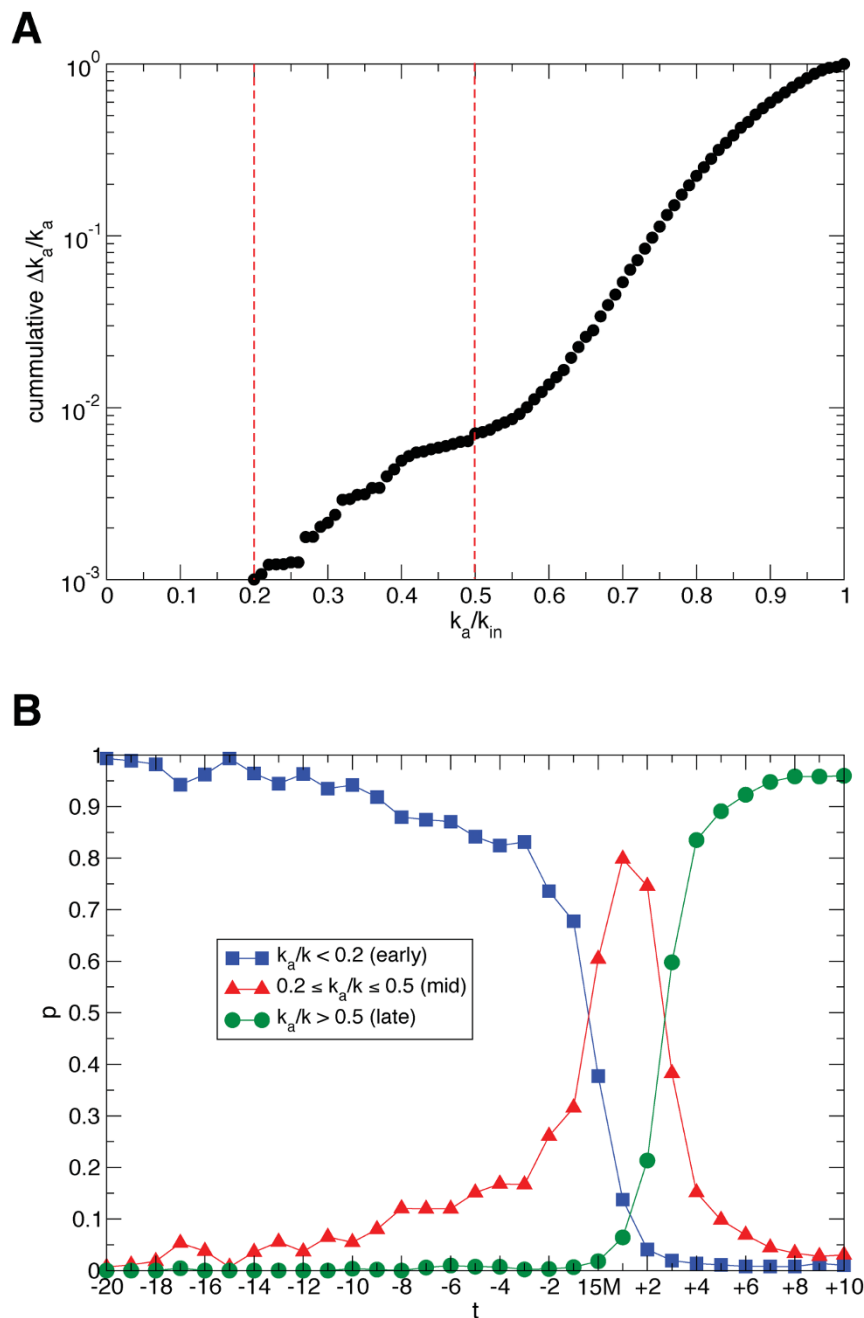 A
10^0
10^-1
10^-2
10^-3
cummulative Δk_a/k_a
0 0.1 0.2 0.3 0.4 0.5 0.6 0.7 0.8 0.9 1
k_a/k_in
B
1
0.9
0.8
0.7
0.6
0.5
0.4
0.3
0.2
0.1
0
p
k_a/k < 0.2 (early)
0.2 ≤ k_a/k ≤ 0.5 (mid)
k_a/k > 0.5 (late)
-20 -18 -16 -14 -12 -10 -8 -6 -4 -2 15M +2 +4 +6 +8 +10
t